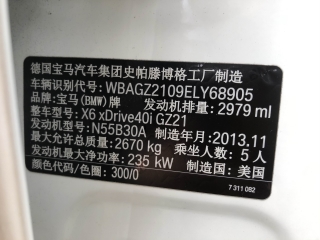 德国宝马汽车集团史帕滕博格工厂制造
车辆识别代号: WBAGZ2109ELY68905
品牌: 宝马(BMW)牌 发动机排量: 2979 ml
车辆型号: X6 xDrive40i GZ21
发动机型号: N55B30A 制造年月: 2013.11
最大允许总质量: 2670 kg 乘坐人数: 5 人
发动机最大净功率: 235 kW 制造国: 美国
颜色代码/色圈: 300/0
7 311 092